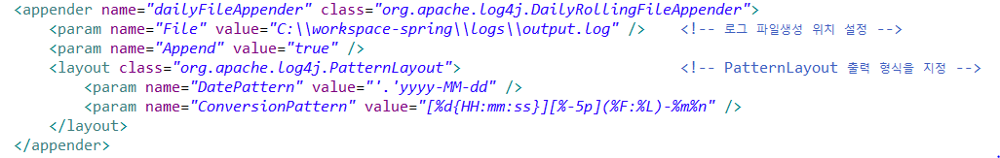 <appender name="dailyFileAppender" class="org.apache.log4j.DailyRollingFileAppender">
    <param name="File" value="C:\\workspace-spring\\logs\\output.log" />    <!-- 로그 파일생성 위치 설정 -->
    <param name="Append" value="true" />
    <layout class="org.apache.log4j.PatternLayout">    <!-- PatternLayout 출력 형식을 지정 -->
        <param name="DatePattern" value="'.'yyyy-MM-dd" />
        <param name="ConversionPattern" value="[%d{HH:mm:ss}][%-5p](%F:%L)-%m%n" />
    </layout>
</appender>